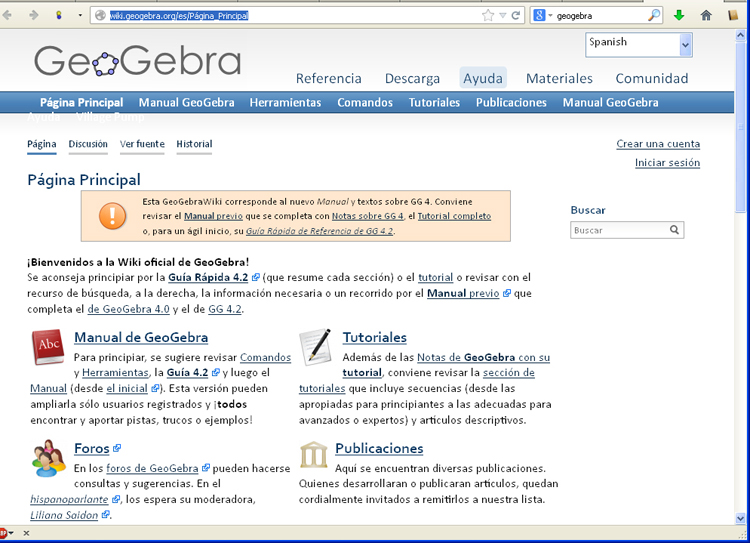 wiki.geogebra.org/es/Página_Principal
geogebra
Spanish
GeoGebra
Referencia Descarga Ayuda Materiales Comunidad
Página Principal Manual GeoGebra Herramientas Comandos Tutoriales Publicaciones Manual GeoGebra
Ayuda Village Pump
Página Discusión Ver fuente Historial
Crear una cuenta
Iniciar sesión
Página Principal
Esta GeoGebraWiki corresponde al nuevo Manual y textos sobre GG 4. Conviene
revisar el Manual previo que se completa con Notas sobre GG 4, el Tutorial completo
o, para un ágil inicio, su Guía Rápida de Referencia de GG 4.2.
Buscar
Buscar
¡Bienvenidos a la Wiki oficial de GeoGebra!
Se aconseja principiar por la Guía Rápida 4.2 (que resume cada sección) o el tutorial o revisar con el
recurso de búsqueda, a la derecha, la información necesaria o un recorrido por el Manual previo que
completa el de GeoGebra 4.0 y el de GG 4.2.
Abc
Manual de GeoGebra
Para principiar, se sugiere revisar Comandos
y Herramientas, la Guía 4.2 y luego el
Manual (desde el inicial). Esta versión pueden
ampliarla sólo usuarios registrados y ¡todos
encontrar y aportar pistas, trucos o ejemplos!
Tutoriales
Además de las Notas de GeoGebra con su
tutorial, conviene revisar la sección de
tutoriales que incluye secuencias (desde las
apropiadas para principiantes a las adecuadas para
avanzados o expertos) y artículos descriptivos.
Foros
En los foros de GeoGebra pueden hacerse
consultas y sugerencias. En el
hispanoparlante, los espera su moderadora,
Liliana Saidon.
Publicaciones
Aquí se encuentran diversas publicaciones.
Quienes desarrollaran o publicaran artículos, quedan
cordialmente invitados a remitirlos a nuestra lista.